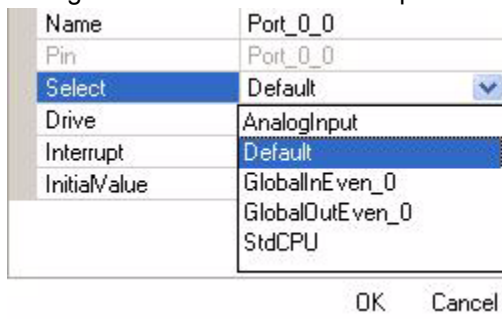 Name Port_0_0
Pin Port_0_0
Select Default
Drive AnalogInput
Interrupt Default
InitialValue GlobalInEven_0
GlobalOutEven_0
StdCPU
OK Cancel